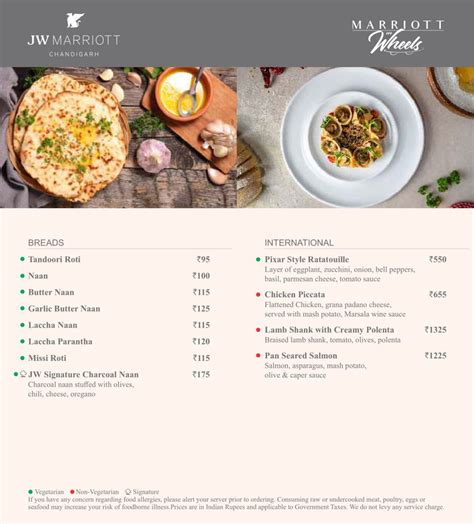 JW MARRIOTT
CHANDIGARH
MARRIOTT
on
Wheels
BREADS
Tandoori Roti ₹95
Naan ₹100
Butter Naan ₹115
Garlic Butter Naan ₹125
Laccha Naan ₹115
Laccha Parantha ₹120
Missi Roti ₹115
JW Signature Charcoal Naan ₹175
Charcoal naan stuffed with olives,
chili, cheese, oregano
INTERNATIONAL
Pixar Style Ratatouille ₹550
Layer of eggplant, zucchini, onion, bell peppers,
basil, parmesan cheese, tomato sauce
Chicken Piccata ₹655
Flattened Chicken, grana padano cheese,
served with mash potato, Marsala wine sauce
Lamb Shank with Creamy Polenta ₹1325
Braissed lamb shank, tomato, olives, polenta
Pan Seared Salmon ₹1225
Salmon, asparagus, mash potato,
olive & caper sauce
Vegetarian Non-Vegetarian Signature
If you have any concern regarding food allergies, please alert your server prior to ordering. Consuming raw or undercooked meat, poultry, eggs or
seafood may increase your risk of foodborne illness.Prices are in Indian Rupees and applicable to Government Taxes. We do not levy any service charge.